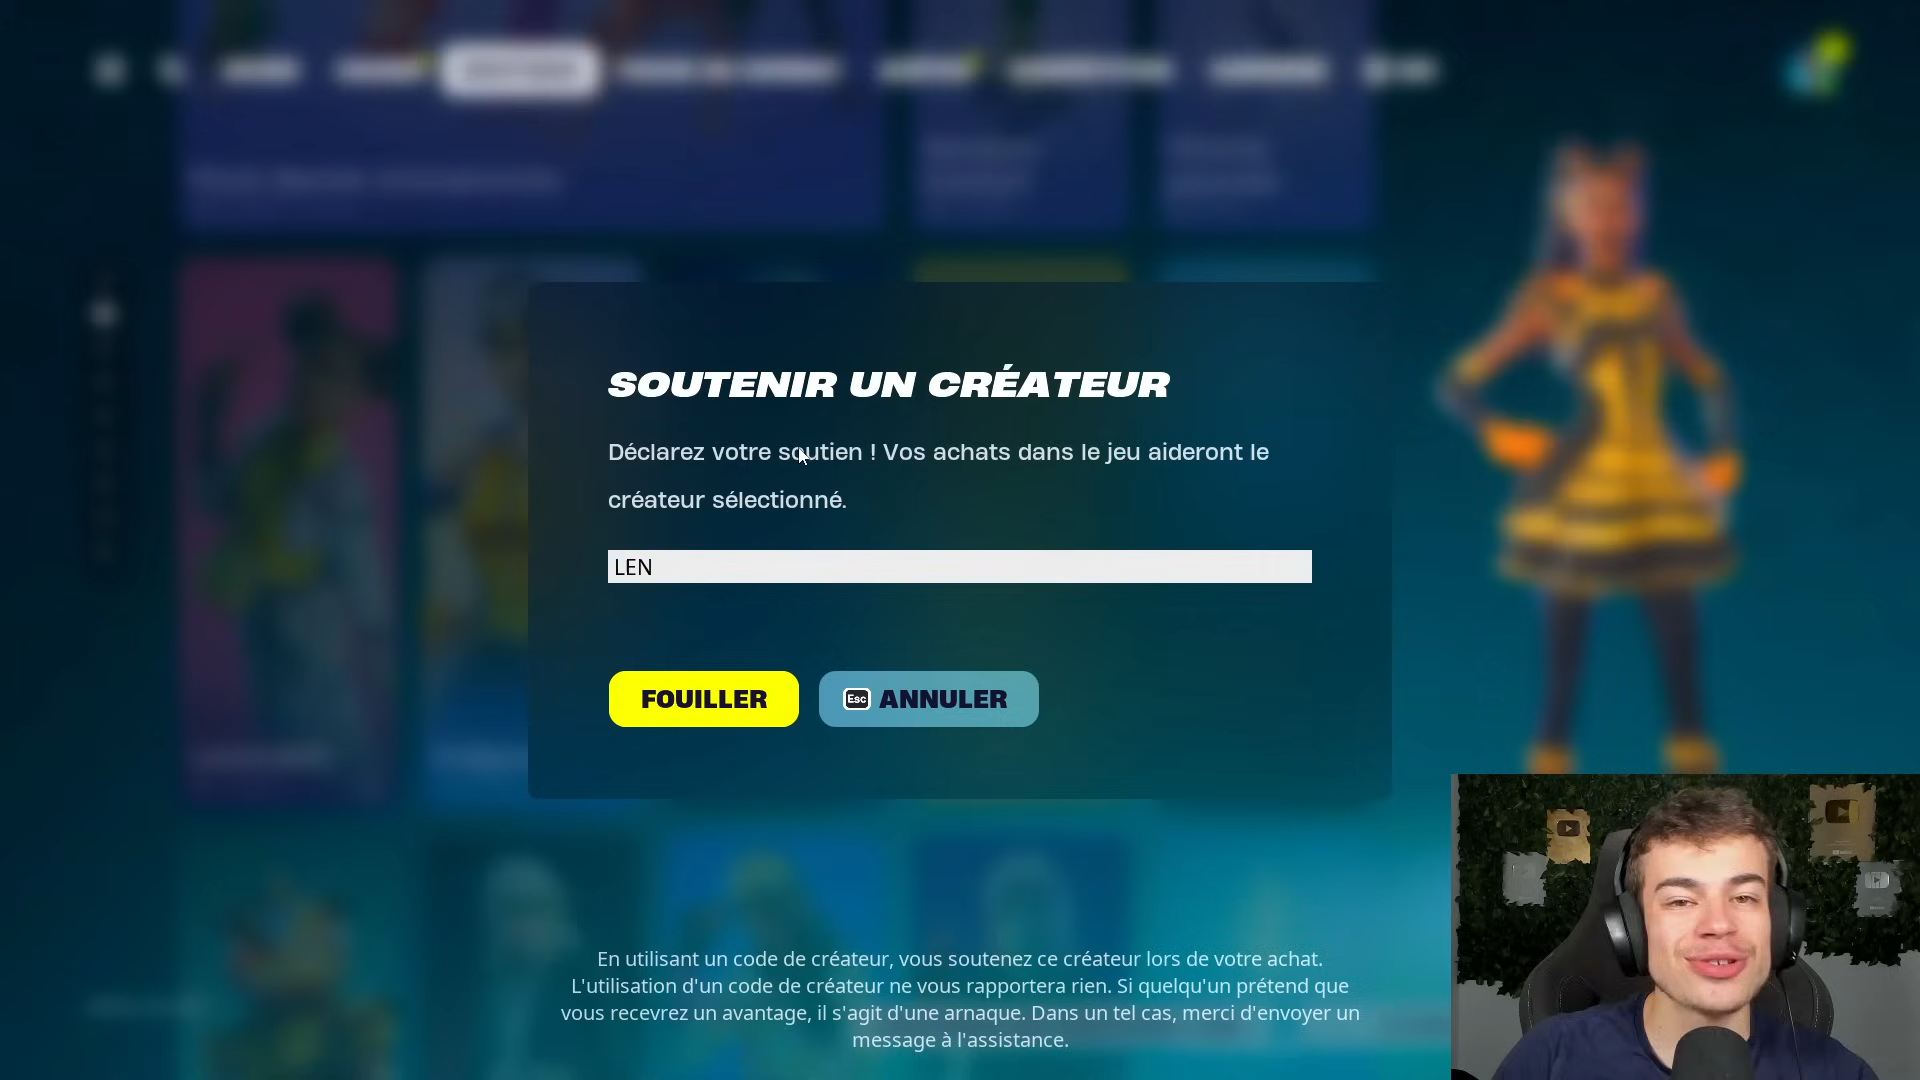 SOUTENIR UN CRÉATEUR
Déclarez votre soutien ! Vos achats dans le jeu aideront le
créateur sélectionné.
LEN
FOUILLER
Esc ANNULER
En utilisant un code de créateur, vous soutenez ce créateur lors de votre achat.
L'utilisation d'un code de créateur ne vous rapportera rien. Si quelqu'un prétend que
vous recevrez un avantage, il s'agit d'une arnaque. Dans un tel cas, merci d'envoyer un
message à l'assistance.